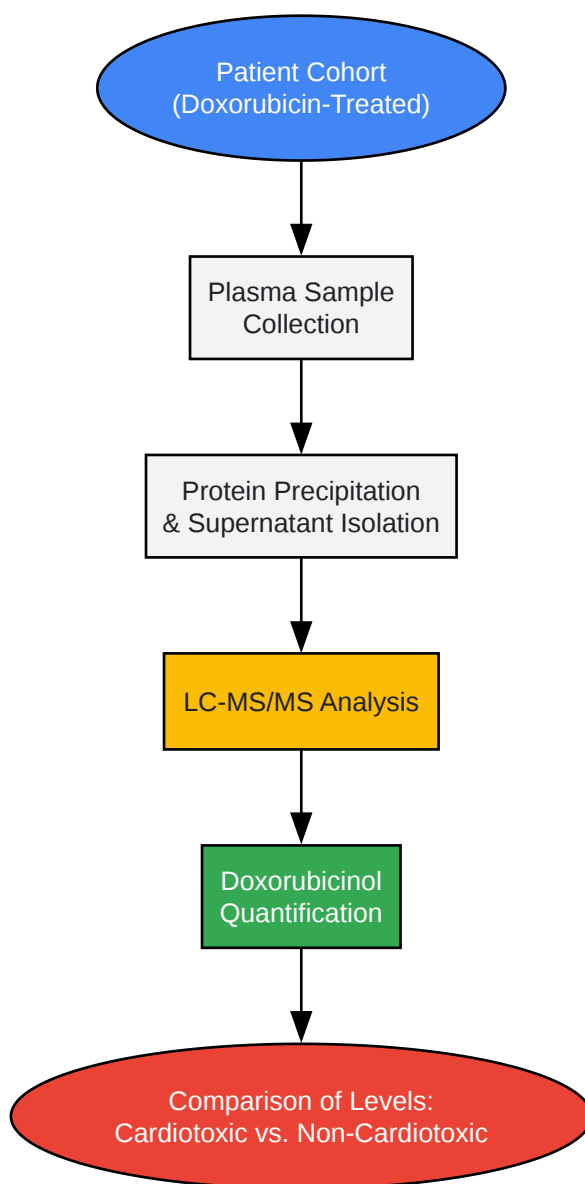 Patient Cohort
(Doxorubicin-Treated)
Plasma Sample
Collection
Protein Precipitation
& Supernatant Isolation
LC-MS/MS Analysis
Doxorubicinol
Quantification
Comparison of Levels:
Cardiotoxic vs. Non-Cardiotoxic